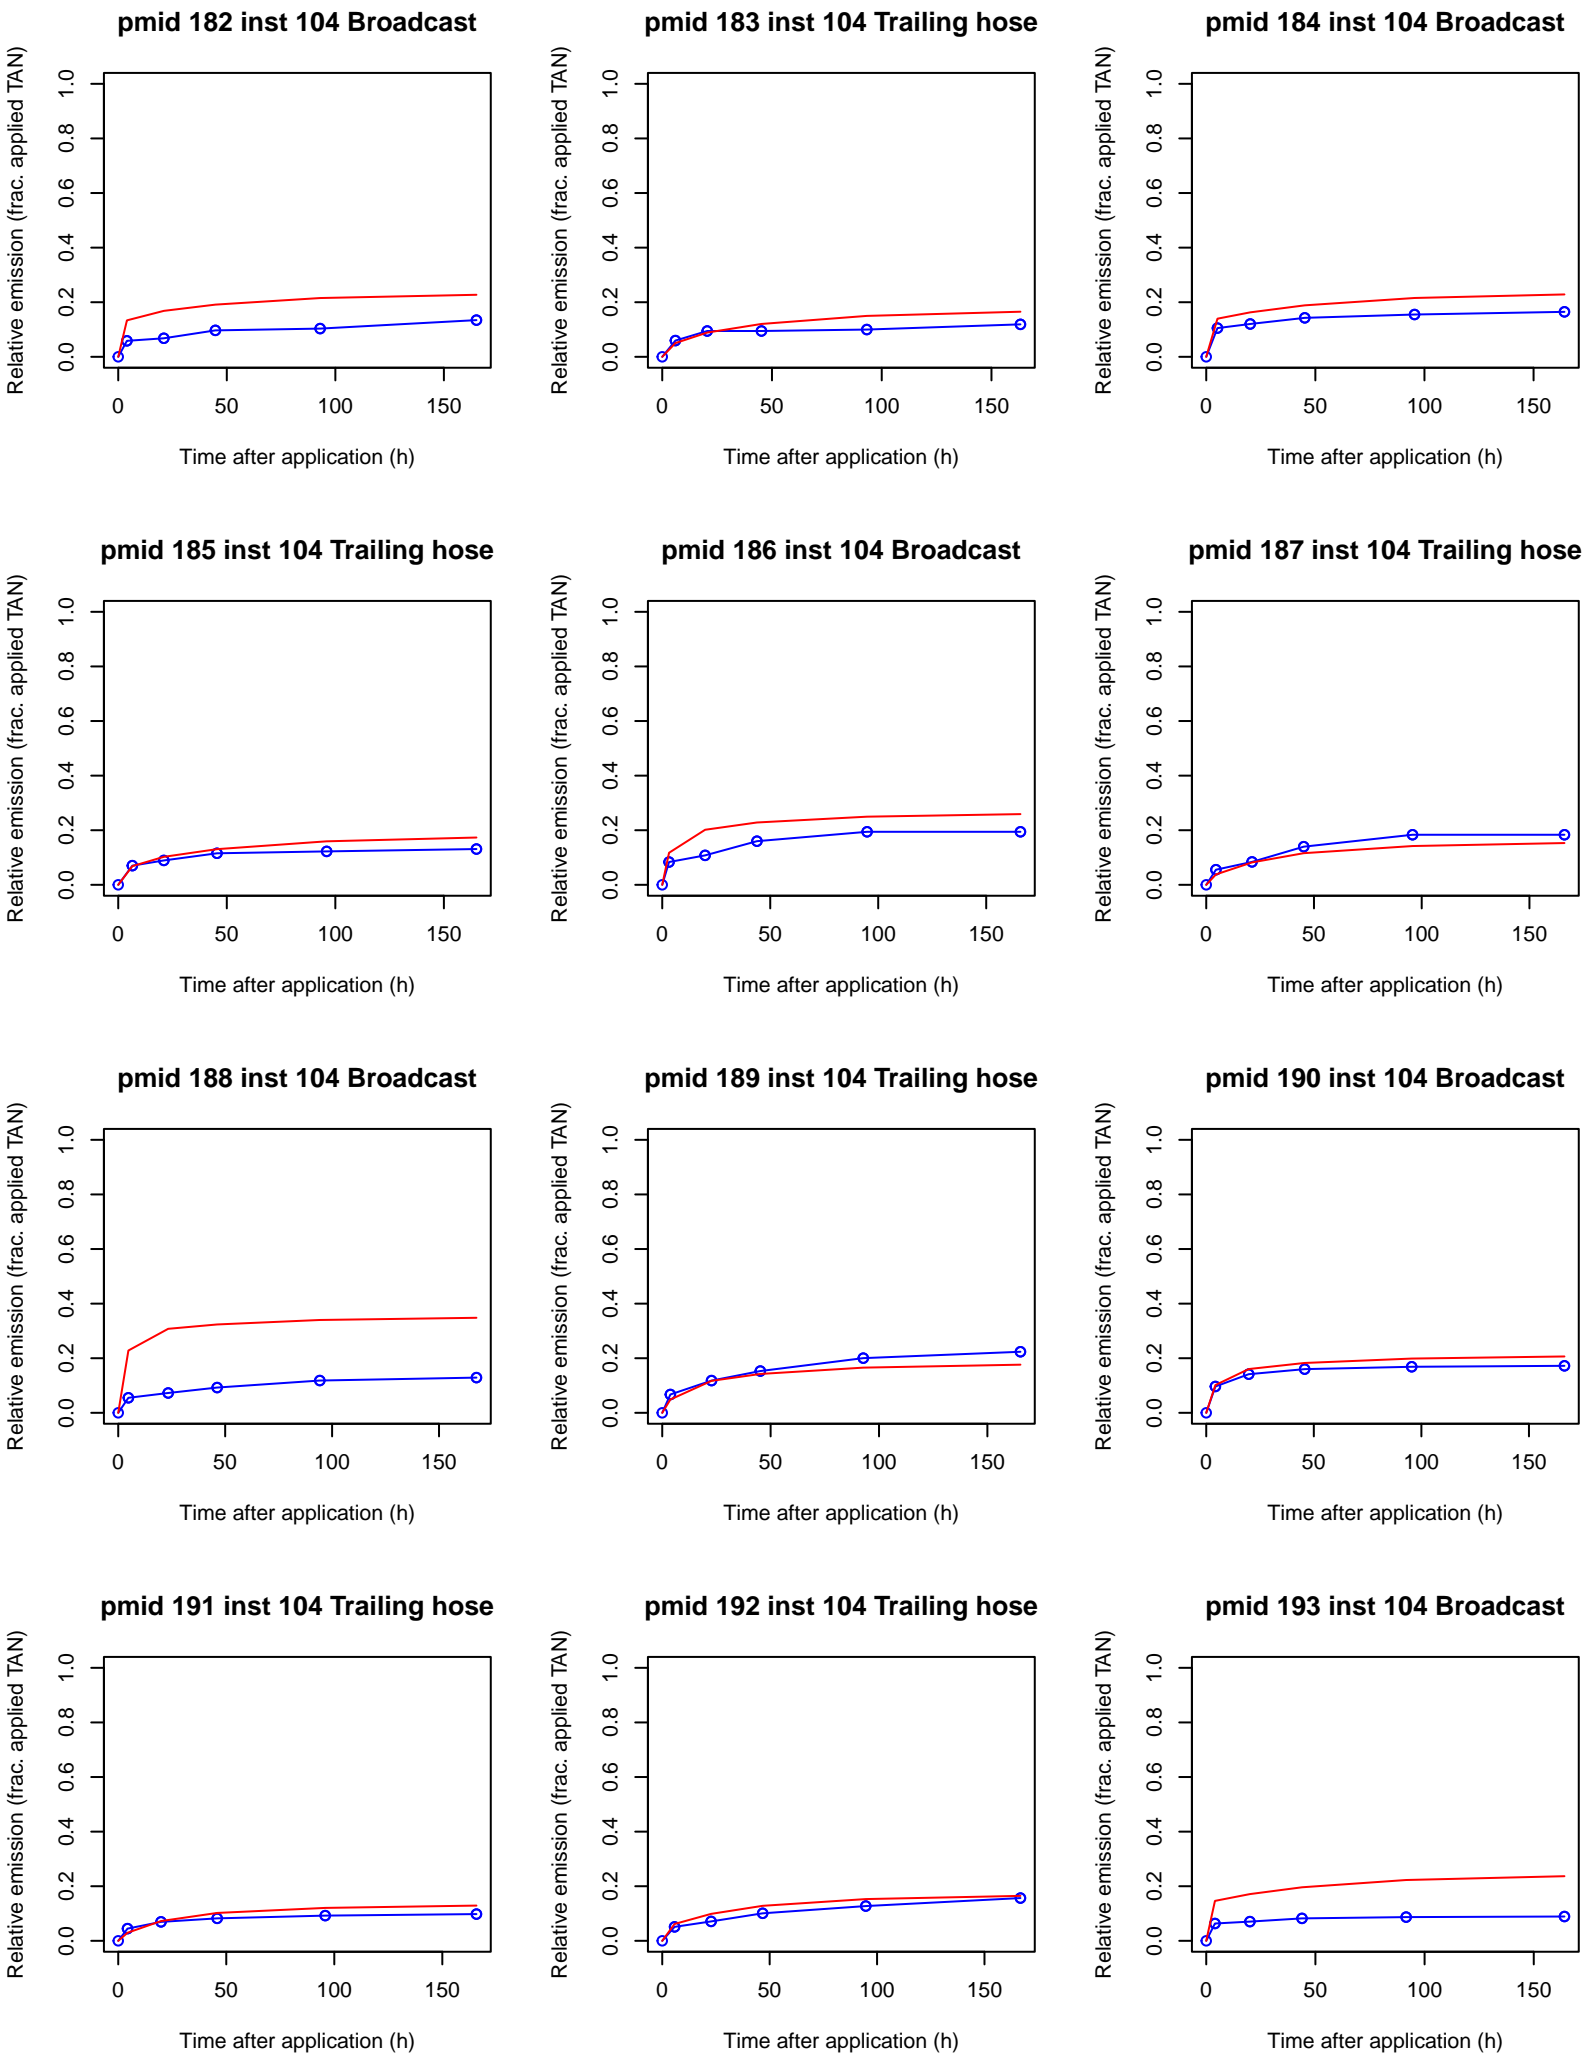 pmid 182 inst 104 Broadcast
Relative emission (frac. applied TAN)
1.0
0.8
0.6
0.4
0.2
0.0
0 50 100 150
Time after application (h)
pmid 183 inst 104 Trailing hose
Relative emission (frac. applied TAN)
1.0
0.8
0.6
0.4
0.2
0.0
0 50 100 150
Time after application (h)
pmid 184 inst 104 Broadcast
Relative emission (frac. applied TAN)
1.0
0.8
0.6
0.4
0.2
0.0
0 50 100 150
Time after application (h)
pmid 185 inst 104 Trailing hose
Relative emission (frac. applied TAN)
1.0
0.8
0.6
0.4
0.2
0.0
0 50 100 150
Time after application (h)
pmid 186 inst 104 Broadcast
Relative emission (frac. applied TAN)
1.0
0.8
0.6
0.4
0.2
0.0
0 50 100 150
Time after application (h)
pmid 187 inst 104 Trailing hose
Relative emission (frac. applied TAN)
1.0
0.8
0.6
0.4
0.2
0.0
0 50 100 150
Time after application (h)
pmid 188 inst 104 Broadcast
Relative emission (frac. applied TAN)
1.0
0.8
0.6
0.4
0.2
0.0
0 50 100 150
Time after application (h)
pmid 189 inst 104 Trailing hose
Relative emission (frac. applied TAN)
1.0
0.8
0.6
0.4
0.2
0.0
0 50 100 150
Time after application (h)
pmid 190 inst 104 Broadcast
Relative emission (frac. applied TAN)
1.0
0.8
0.6
0.4
0.2
0.0
0 50 100 150
Time after application (h)
pmid 191 inst 104 Trailing hose
Relative emission (frac. applied TAN)
1.0
0.8
0.6
0.4
0.2
0.0
0 50 100 150
Time after application (h)
pmid 192 inst 104 Trailing hose
Relative emission (frac. applied TAN)
1.0
0.8
0.6
0.4
0.2
0.0
0 50 100 150
Time after application (h)
pmid 193 inst 104 Broadcast
Relative emission (frac. applied TAN)
1.0
0.8
0.6
0.4
0.2
0.0
0 50 100 150
Time after application (h)